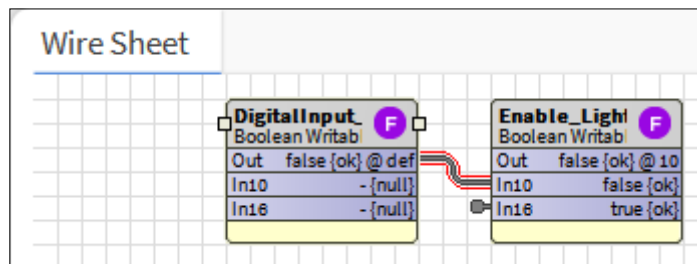 Wire Sheet
DigitalInput_
F
Boolean Writabl
Out false {ok} @ def
In10 - {null}
In16 - {null}
Enable_Light
F
Boolean Writabl
Out false {ok} @ 10
In10 false {ok}
In16 true {ok}